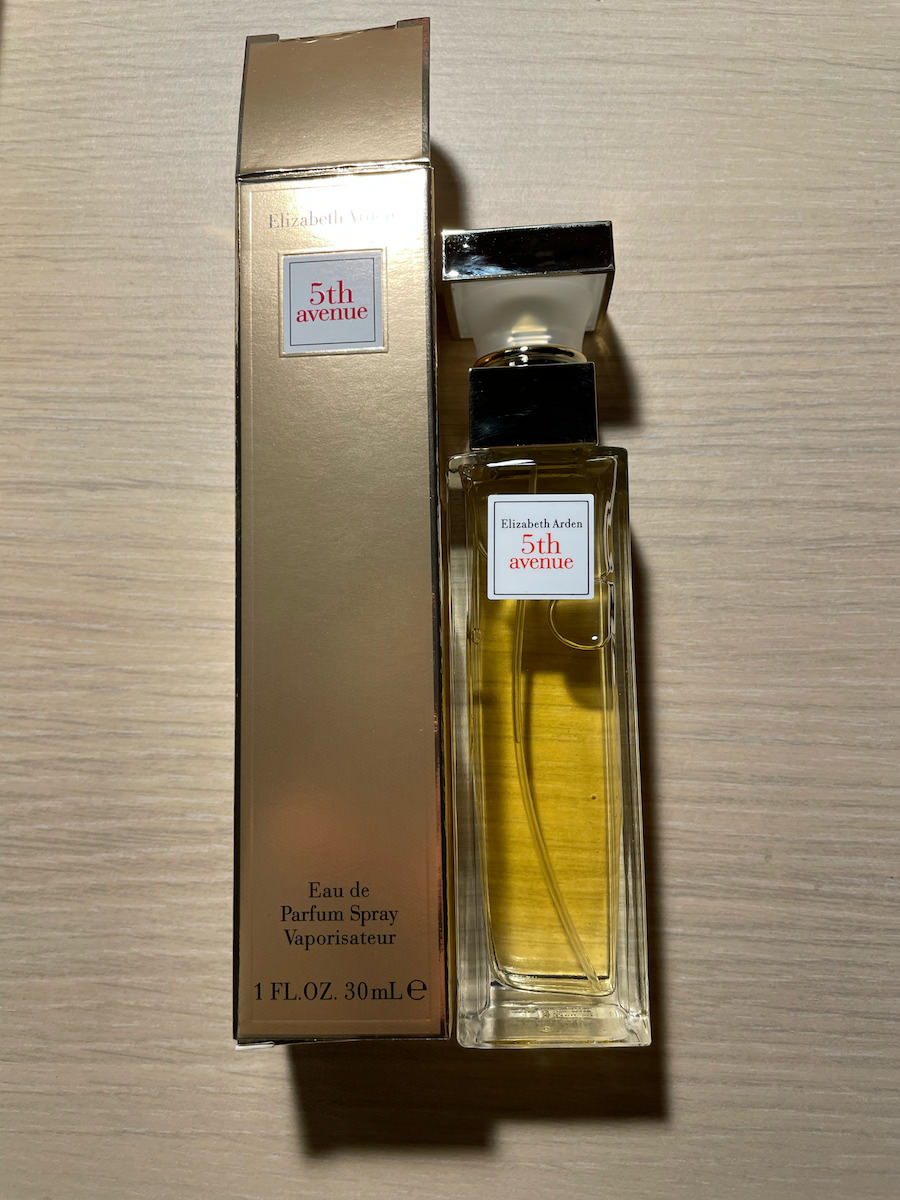 Elizabeth Arden
5th
avenue
Eau de
Parfum Spray
Vaporisateur
1 FL.OZ. 30mL ℮
Elizabeth Arden
5th
avenue